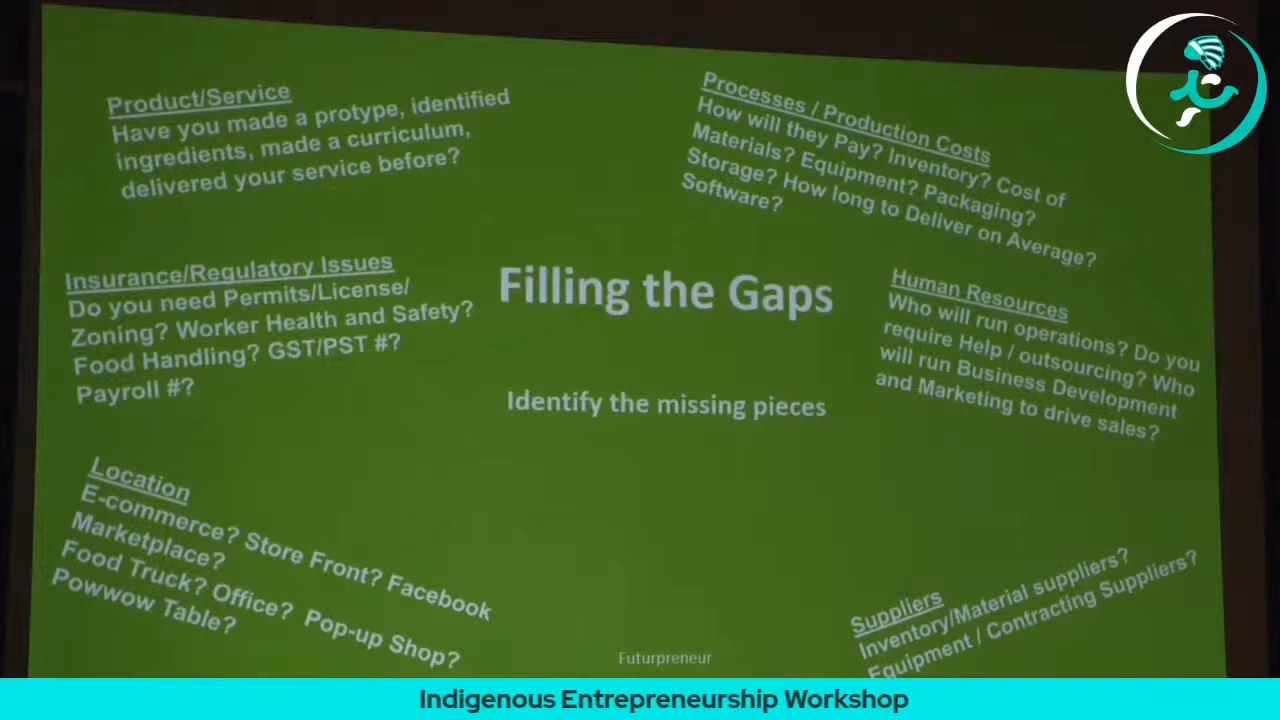 Product/Service
Have you made a protype, identified
ingredients, made a curriculum,
delivered your service before?
Processes / Production Costs
How will they Pay? Inventory? Cost of
Materials? Equipment? Packaging?
Storage? How long to Deliver on Average?
Software?
Insurance/Regulatory Issues
Do you need Permits/License/
Zoning? Worker Health and Safety?
Food Handling? GST/PST #?
Payroll #?
Filling the Gaps
Identify the missing pieces
Human Resources
Who will run operations? Do you
require Help / outsourcing? Who
will run Business Development
and Marketing to drive sales?
Location
E-commerce? Store Front? Facebook
Marketplace?
Food Truck? Office? Pop-up Shop?
Powwow Table?
Suppliers
Inventory/Material suppliers?
Equipment / Contracting Suppliers?
Futurpreneur
Indigenous Entrepreneurship Workshop